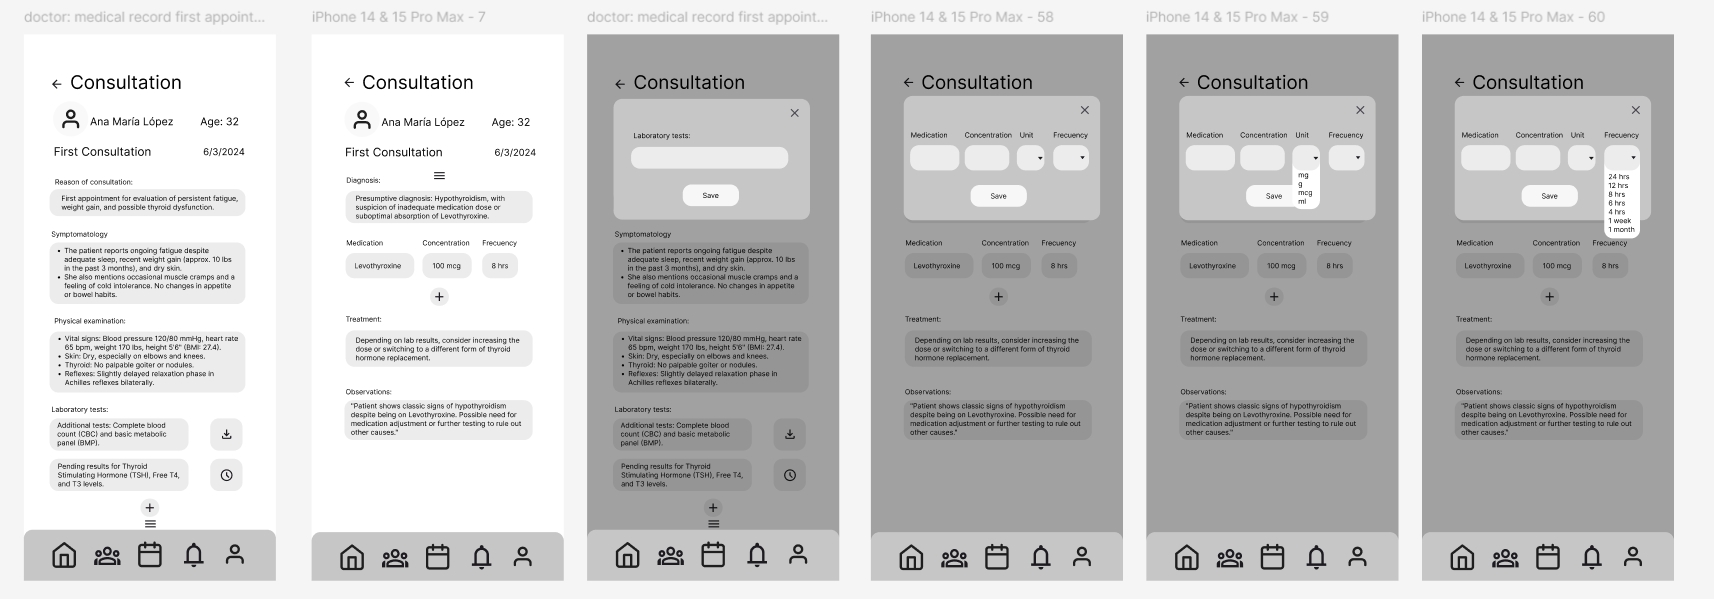 doctor: medical record first appoint...
← Consultation
Ana María López Age: 32
First Consultation 6/3/2024
Reason of consultation:
First appointment for evaluation of persistent fatigue,
weight gain, and possible thyroid dysfunction.
Symptomatology
• The patient reports ongoing fatigue despite
adequate sleep, recent weight gain (approx. 10 lbs
in the past 3 months), and dry skin.
• She also mentions occasional muscle cramps and a
feeling of cold intolerance. No changes in appetite
or bowel habits.
Physical examination:
• Vital signs: Blood pressure 120/80 mmHg, heart rate
65 bpm, weight 170 lbs, height 5'6" (BMI: 27.4).
• Skin: Dry, especially on elbows and knees.
• Thyroid: No palpable goiter or nodules.
• Reflexes: Slightly delayed relaxation phase in
Achilles reflexes bilaterally.
Laboratory tests:
Additional tests: Complete blood
count (CBC) and basic metabolic
panel (BMP).
Pending results for Thyroid
Stimulating Hormone (TSH), Free T4,
and T3 levels.
+
iPhone 14 & 15 Pro Max - 7
← Consultation
Ana María López Age: 32
First Consultation 6/3/2024
Diagnosis:
Presumptive diagnosis: Hypothyroidism, with
suspicion of inadequate medication dose or
suboptimal absorption of Levothyroxine.
Medication Concentration Frecuency
Levothyroxine 100 mcg 8 hrs
+
Treatment:
Depending on lab results, consider increasing the
dose or switching to a different form of thyroid
hormone replacement.
Observations:
"Patient shows classic signs of hypothyroidism
despite being on Levothyroxine. Possible need for
medication adjustment or further testing to rule out
other causes."
doctor: medical record first appoint...
← Consultation
Laboratory tests:
Save
Symptomatology
• The patient reports ongoing fatigue despite
adequate sleep, recent weight gain (approx. 10 lbs
in the past 3 months), and dry skin.
• She also mentions occasional muscle cramps and a
feeling of cold intolerance. No changes in appetite
or bowel habits.
Physical examination:
• Vital signs: Blood pressure 120/80 mmHg, heart rate
65 bpm, weight 170 lbs, height 5'6" (BMI: 27.4).
• Skin: Dry, especially on elbows and knees.
• Thyroid: No palpable goiter or nodules.
• Reflexes: Slightly delayed relaxation phase in
Achilles reflexes bilaterally.
Laboratory tests:
Additional tests: Complete blood
count (CBC) and basic metabolic
panel (BMP).
Pending results for Thyroid
Stimulating Hormone (TSH), Free T4,
and T3 levels.
+
iPhone 14 & 15 Pro Max - 58
← Consultation
Medication Concentration Unit Frecuency
Save
Medication Concentration Frecuency
Levothyroxine 100 mcg 8 hrs
+
Treatment:
Depending on lab results, consider increasing the
dose or switching to a different form of thyroid
hormone replacement.
Observations:
"Patient shows classic signs of hypothyroidism
despite being on Levothyroxine. Possible need for
medication adjustment or further testing to rule out
other causes."
iPhone 14 & 15 Pro Max - 59
← Consultation
Medication Concentration Unit Frecuency
mg
g
mcg
ml
Save
Medication Concentration Frecuency
Levothyroxine 100 mcg 8 hrs
+
Treatment:
Depending on lab results, consider increasing the
dose or switching to a different form of thyroid
hormone replacement.
Observations:
"Patient shows classic signs of hypothyroidism
despite being on Levothyroxine. Possible need for
medication adjustment or further testing to rule out
other causes."
iPhone 14 & 15 Pro Max - 60
← Consultation
Medication Concentration Unit Frecuency
24 hrs
12 hrs
8 hrs
6 hrs
4 hrs
1 week
1 month
Save
Medication Concentration Frecuency
Levothyroxine 100 mcg 8 hrs
+
Treatment:
Depending on lab results, consider increasing the
dose or switching to a different form of thyroid
hormone replacement.
Observations:
"Patient shows classic signs of hypothyroidism
despite being on Levothyroxine. Possible need for
medication adjustment or further testing to rule out
other causes."